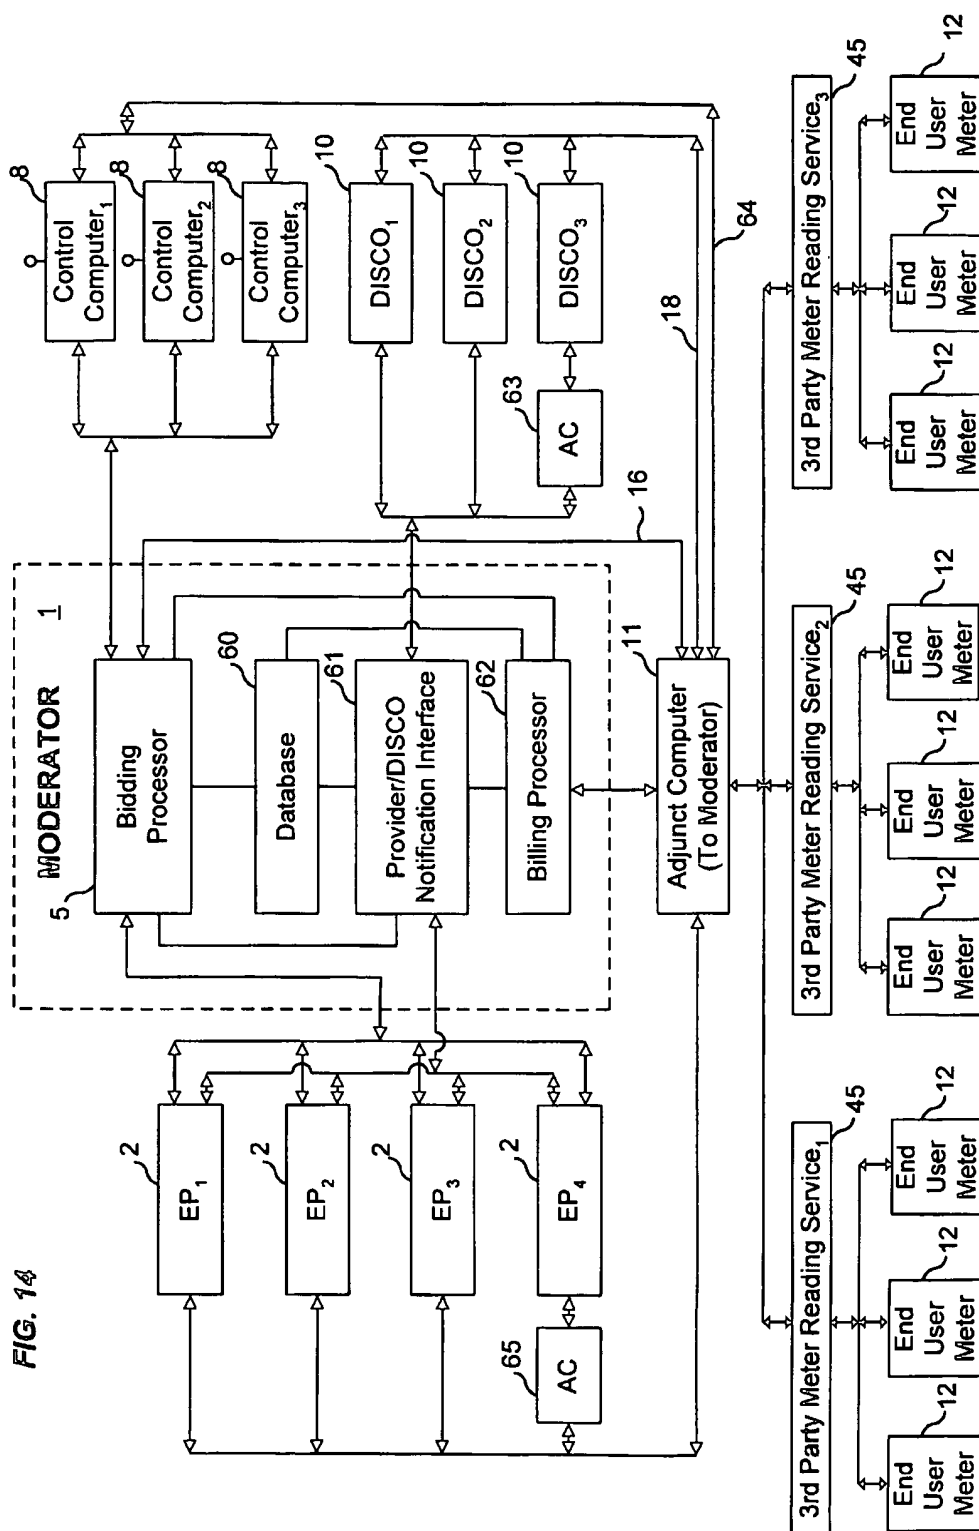 FIG. 14
MODERATOR
1
5
Bidding
Processor
60
Database
61
Provider/DISCO
Notification Interface
62
Billing Processor
2
EP1
2
EP2
2
EP3
2
EP4
65
AC
8
Control
Computer1
8
Control
Computer2
8
Control
Computer3
10
DISCO1
10
DISCO2
10
DISCO3
63
AC
16
18
64
11
Adjunct Computer
(To Moderator)
45
3rd Party Meter Reading Service1
45
3rd Party Meter Reading Service2
45
3rd Party Meter Reading Service3
12
End
User
Meter
12
End
User
Meter
12
End
User
Meter
12
End
User
Meter
12
End
User
Meter
12
End
User
Meter
12
End
User
Meter
12
End
User
Meter
12
End
User
Meter